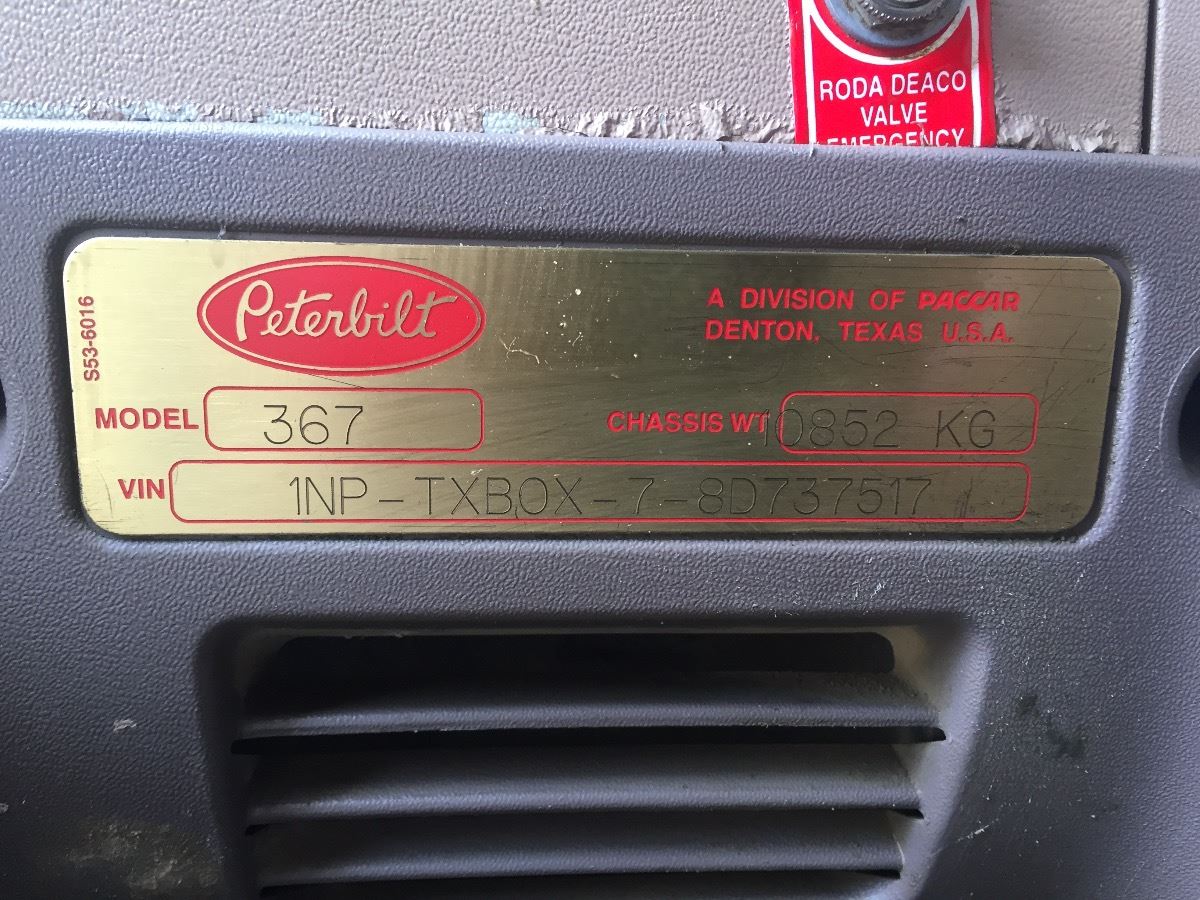 RODA DEACO
VALVE
EMERGENCY
S53-6016
Peterbilt
A DIVISION OF PACCAR
DENTON, TEXAS U.S.A.
MODEL 367
CHASSIS WT 10852 KG
VIN 1NP-TXB0X-7-8D737517